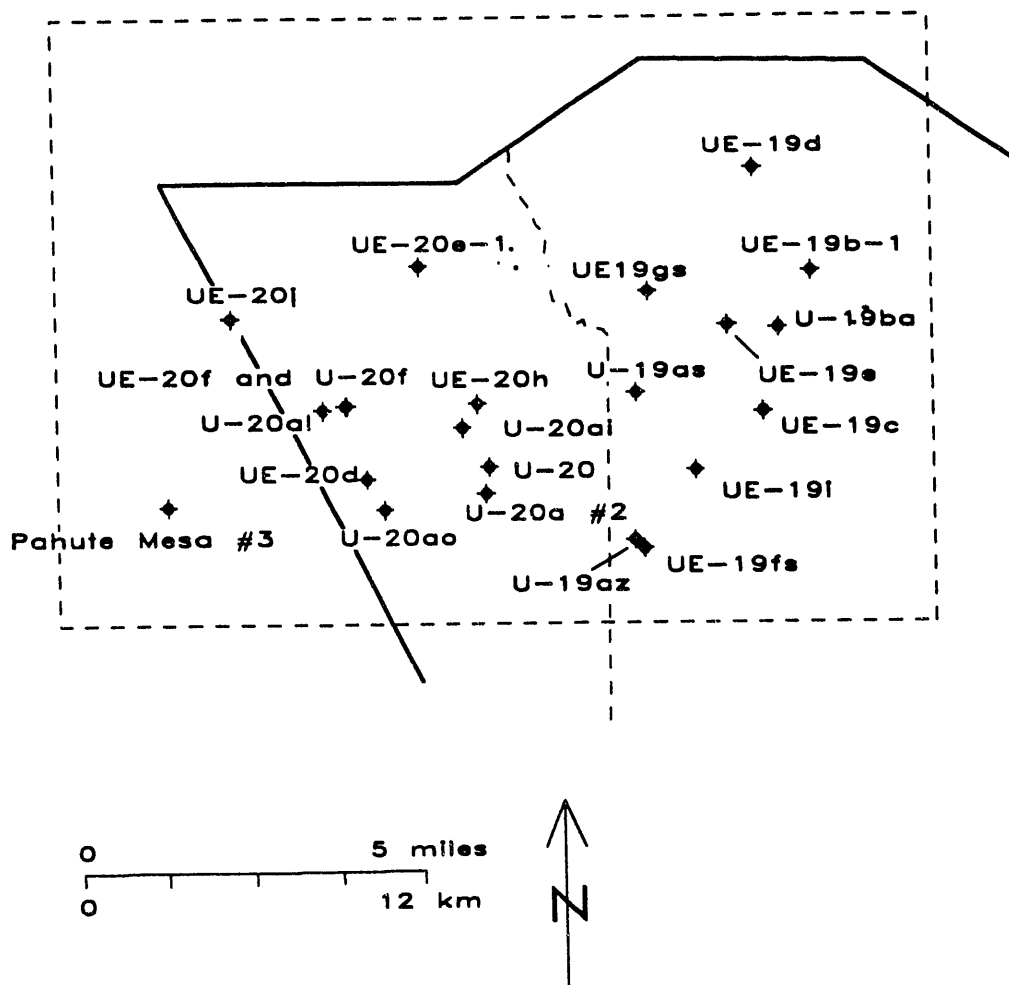 UE-19d
UE-20e-1
UE-19b-1
UE19gs
UE-20j
U-19ba
UE-20f and U-20f
UE-20h
U-19as
UE-19e
U-20al
U-20ai
UE-19c
UE-20d
U-20
UE-19i
U-20a #2
Pahute Mesa #3
U-20ao
UE-19fs
U-19az
0 5 miles
0 12 km
N